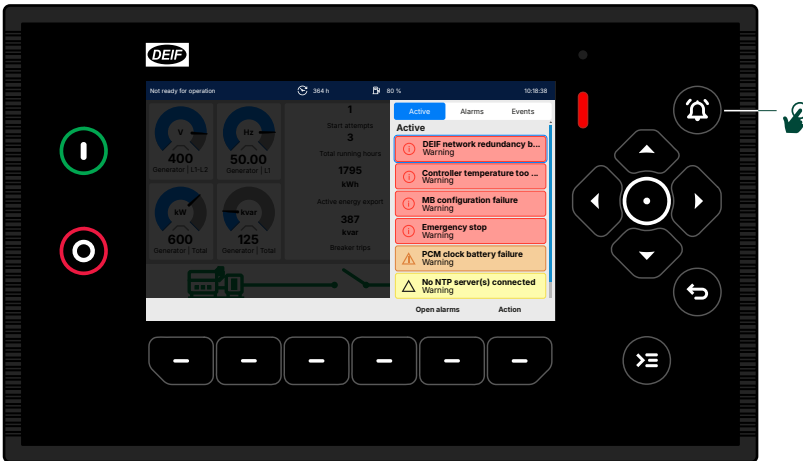 DEIF
Not ready for operation
364 h
80 %
10:18:38
V
400
Generator | L1-L2
Hz
50.00
Generator | L1
kW
600
Generator | Total
kvar
125
Generator | Total
1
Start attempts
3
Total running hours
1795
kWh
Active energy export
387
kvar
Breaker trips
Active
Alarms
Events
Active
DEIF network redundancy b...
Warning
Controller temperature too ...
Warning
MB configuration failure
Warning
Emergency stop
Warning
PCM clock battery failure
Warning
No NTP server(s) connected
Warning
Open alarms
Action